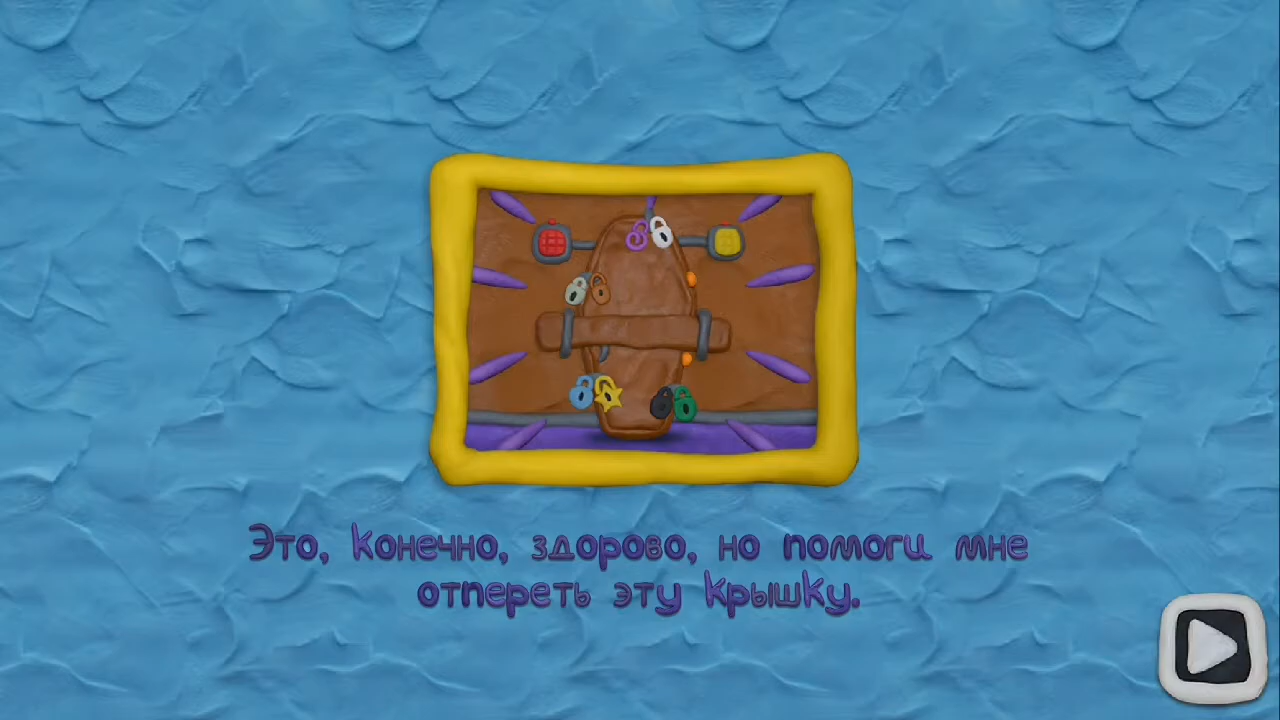 Это, конечно, здорово, но помоги мне
отпереть эту крышку.